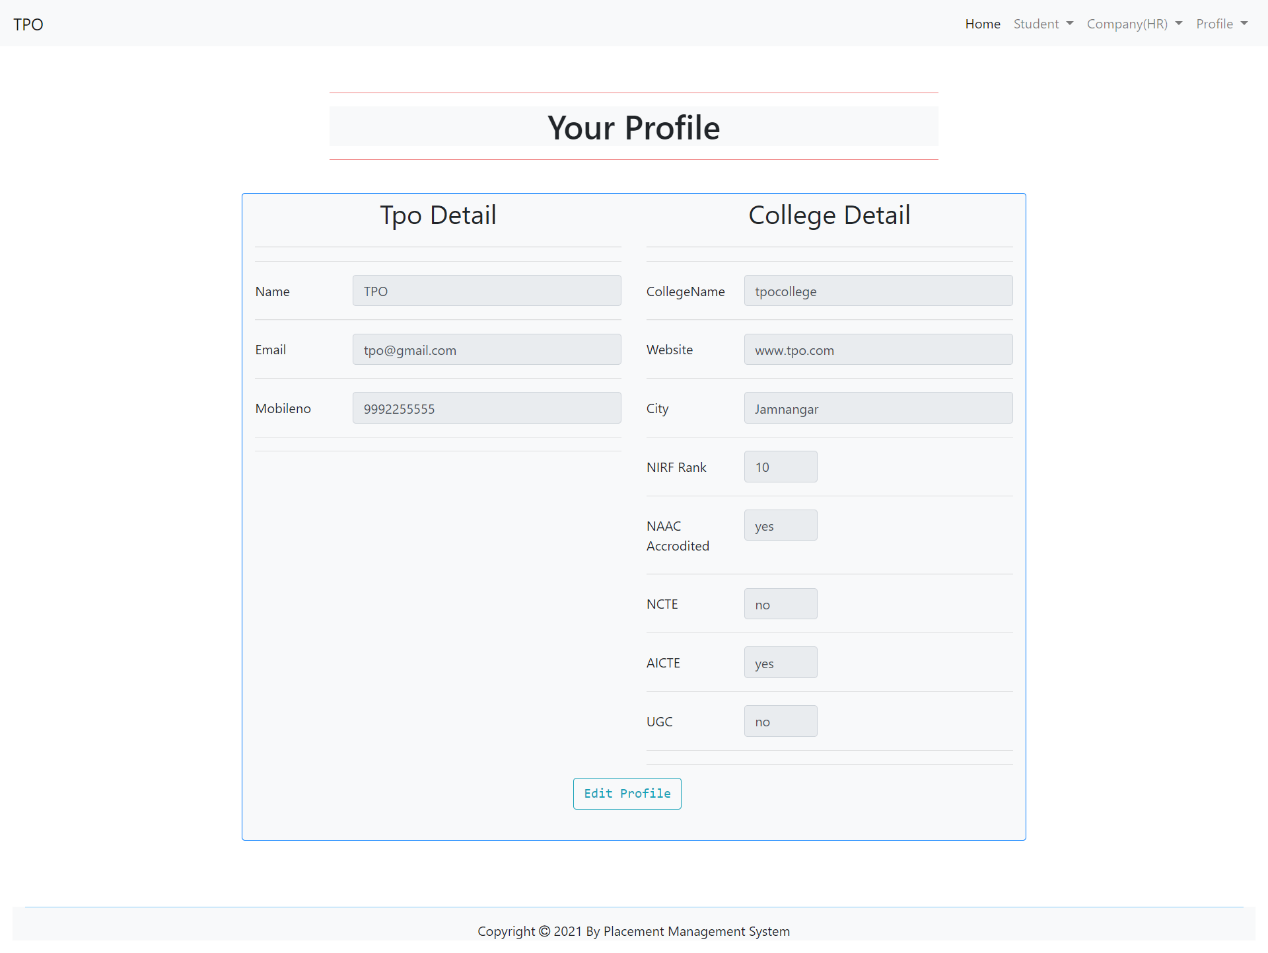 TPO
Home Student Company(HR) Profile
Your Profile
Tpo Detail
Name TPO
Email tpo@gmail.com
Mobileno 9992255555
College Detail
CollegeName tpocollege
Website www.tpo.com
City Jamnangar
NIRF Rank 10
NAAC yes
Accrodited
NCTE no
AICTE yes
UGC no
Edit Profile
Copyright © 2021 By Placement Management System